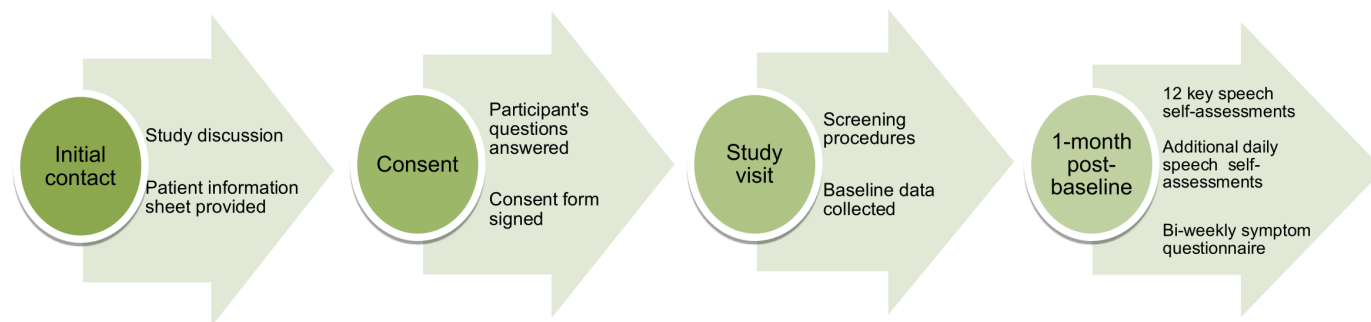 Initial
contact
Study discussion
Patient information
sheet provided
Consent
Participant's
questions
answered
Consent form
signed
Study
visit
Screening
procedures
Baseline data
collected
1-month
post-
baseline
12 key speech
self-assessments
Additional daily
speech self-
assessments
Bi-weekly symptom
questionnaire